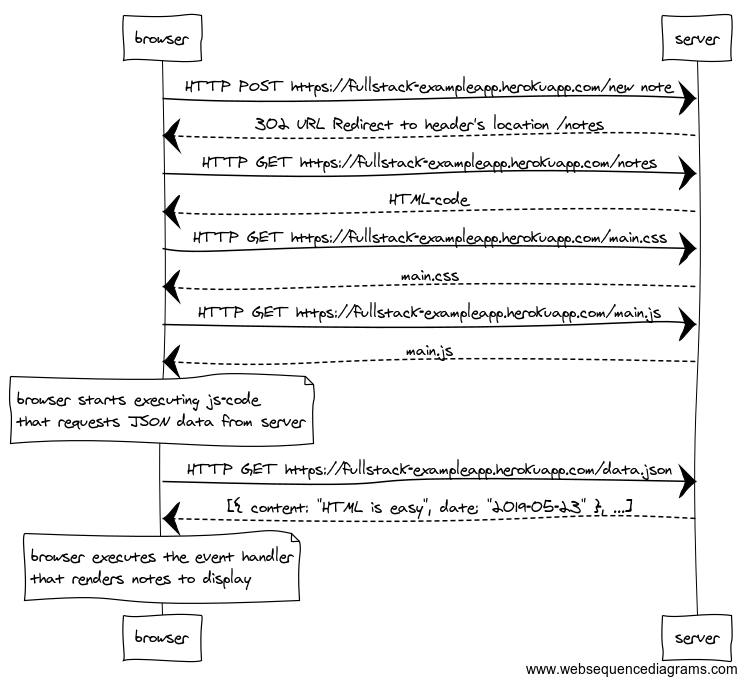 browser
server
HTTP POST https://fullstack-exampleapp.herokuapp.com/new note
302 URL Redirect to header's location /notes
HTTP GET https://fullstack-exampleapp.herokuapp.com/notes
HTML-code
HTTP GET https://fullstack-exampleapp.herokuapp.com/main.css
main.css
HTTP GET https://fullstack-exampleapp.herokuapp.com/main.js
main.js
browser starts executing js-code
that requests JSON data from server
HTTP GET https://fullstack-exampleapp.herokuapp.com/data.json
[{ content: "HTML is easy", date: "2019-05-23" }, ...]
browser executes the event handler
that renders notes to display
browser
server
www.websequencediagrams.com